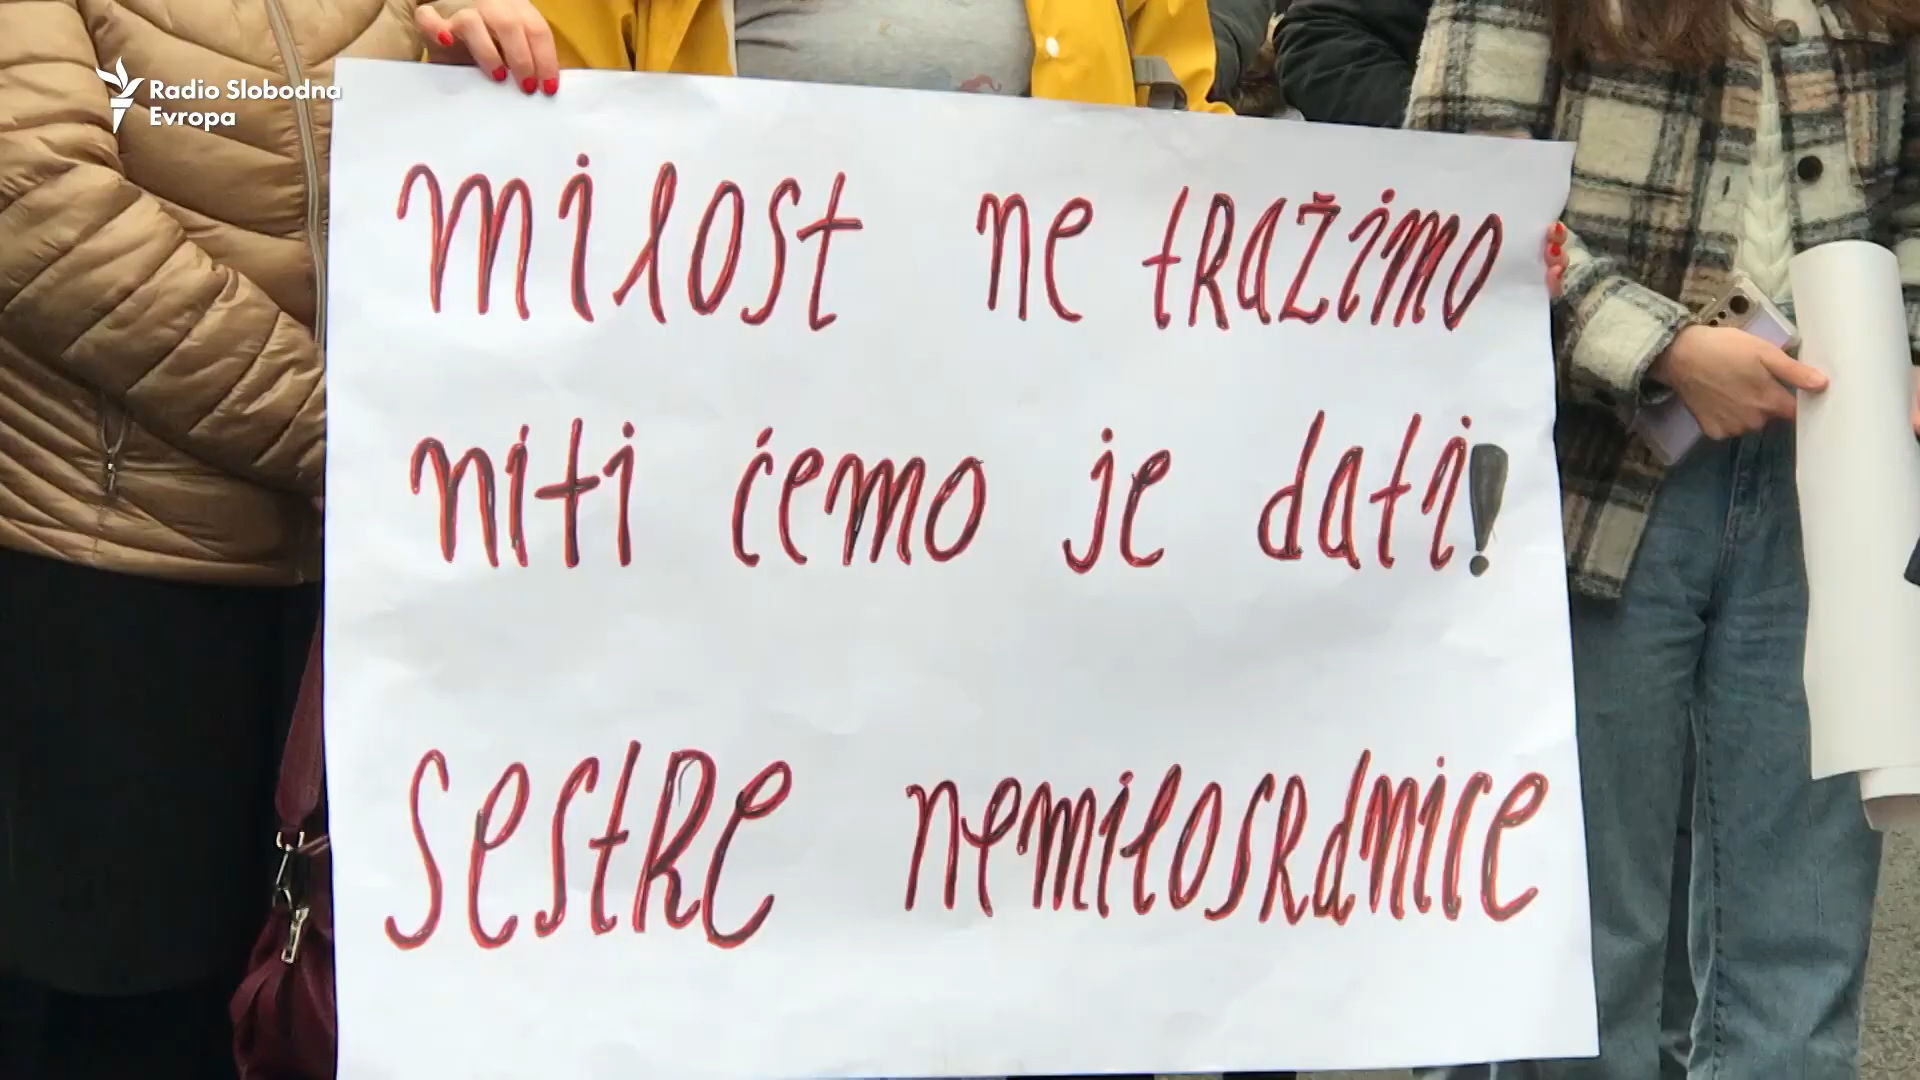 Radio Slobodna
Evropa
milost ne tRažimo
niti ćemo je dati!
sestRe nemilosRdnice